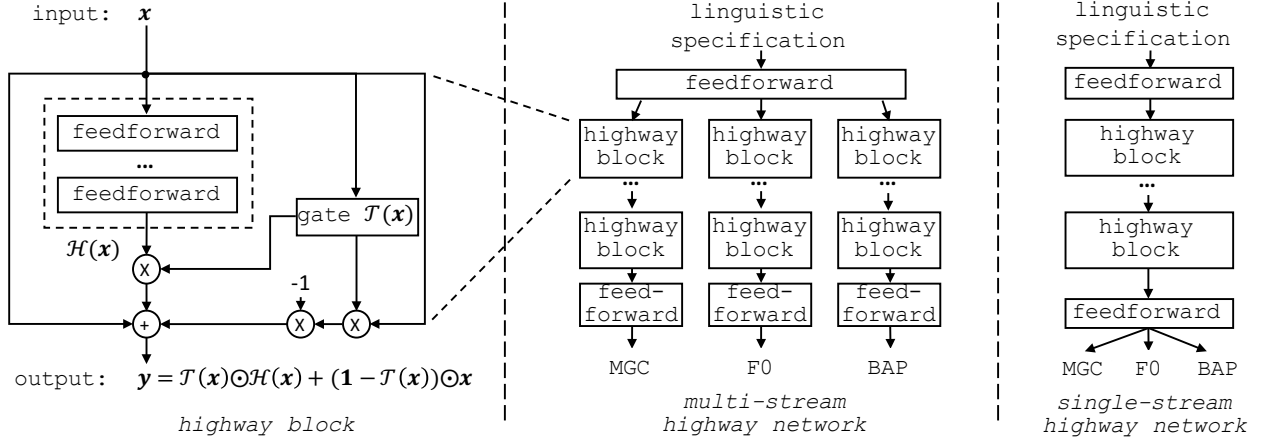 input: x
feedforward
...
feedforward
gate 𝒯(x)
ℋ(x)
X
-1
+
X
X
output: y = 𝒯(x)⊙ℋ(x) + (1 − 𝒯(x))⊙x
highway block
linguistic
specification
feedforward
highway
block
highway
block
highway
block
...
...
...
highway
block
highway
block
highway
block
feed-
forward
feed-
forward
feed-
forward
MGC
F0
BAP
multi-stream
highway network
linguistic
specification
feedforward
highway
block
...
highway
block
feedforward
MGC F0 BAP
single-stream
highway network